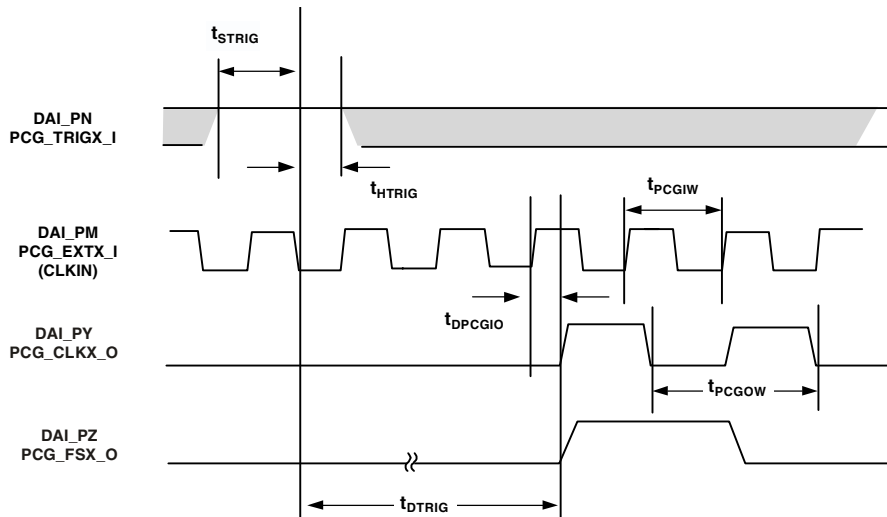 tSTRIG
DAI_PN
PCG_TRIGX_I
tHTRIG
tPCGIW
DAI_PM
PCG_EXTX_I
(CLKIN)
tDPCGIO
DAI_PY
PCG_CLKX_O
tPCGOW
DAI_PZ
PCG_FSX_O
tDTRIG